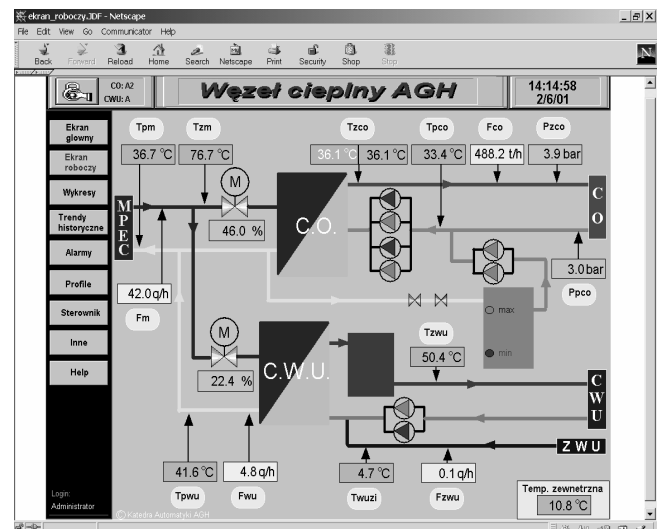 ekran_roboczy.JDF - Netscape
File Edit View Go Communicator Help
Back Forward Reload Home Search Netscape Print Security Shop Stop
N
CO: A2
CWU: A
Węzeł cieplny AGH
14:14:58
2/6/01
Ekran
glowny
Ekran
roboczy
Wykresy
Trendy
historyczne
Alarmy
Profile
Sterownik
Inne
Help
Login:
Administrator
Tpm Tzm Tzco Tpco Fco Pzco
36.7 °C 76.7 °C 36.1 °C 36.1 °C 33.4 °C 488.2 t/h 3.9 bar
MPEC
M
46.0 %
C.O.
CO
42.0 q/h
Fm
3.0 bar
Ppco
max
min
M
22.4 %
C.W.U.
Tzwu
50.4 °C
CWU
ZWU
41.6 °C 4.8 q/h 4.7 °C 0.1 q/h
Tpwu Fwu Twuzi Fzwu
Temp. zewnetrzna
10.8 °C
© Katedra Automatyki AGH